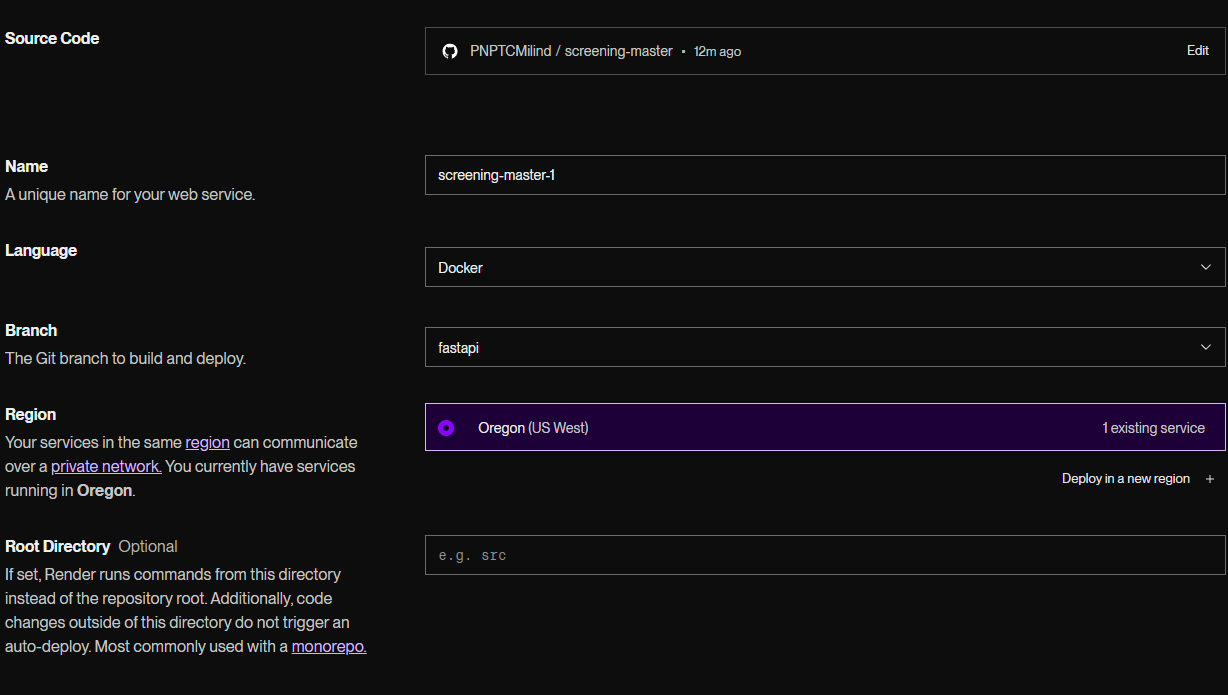 Source Code
PNPTCMilind / screening-master • 12m ago
Edit
Name
A unique name for your web service.
screening-master-1
Language
Docker
Branch
The Git branch to build and deploy.
fastapi
Region
Your services in the same region can communicate
over a private network. You currently have services
running in Oregon.
Oregon (US West)
1 existing service
Deploy in a new region +
Root Directory Optional
If set, Render runs commands from this directory
instead of the repository root. Additionally, code
changes outside of this directory do not trigger an
auto-deploy. Most commonly used with a monorepo.
e.g. src